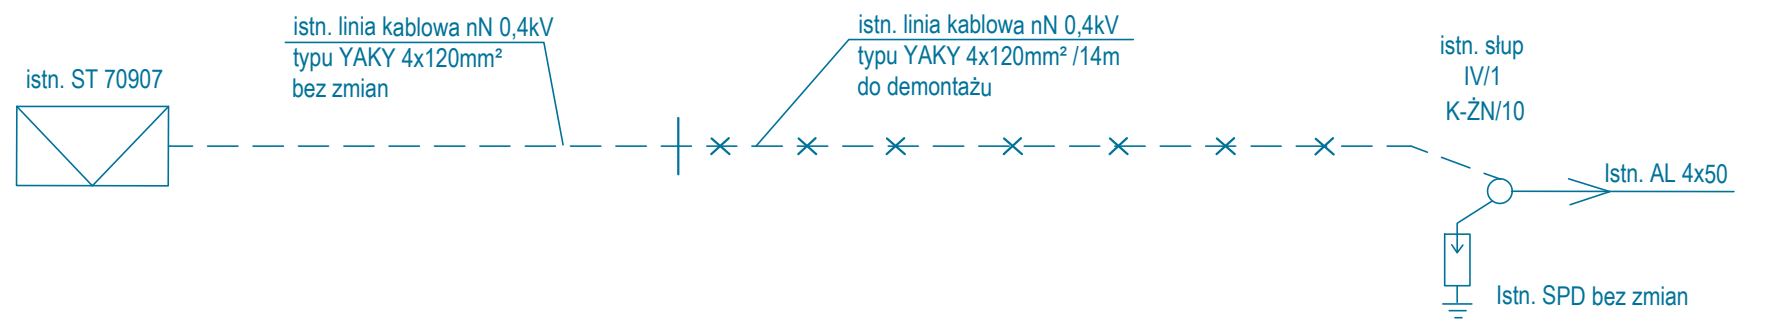 istn. ST 70907
istn. linia kablowa nN 0,4kV
typu YAKY 4x120mm²
bez zmian
istn. linia kablowa nN 0,4kV
typu YAKY 4x120mm² /14m
do demontażu
istn. słup
IV/1
K-ŻN/10
Istn. AL 4x50
Istn. SPD bez zmian